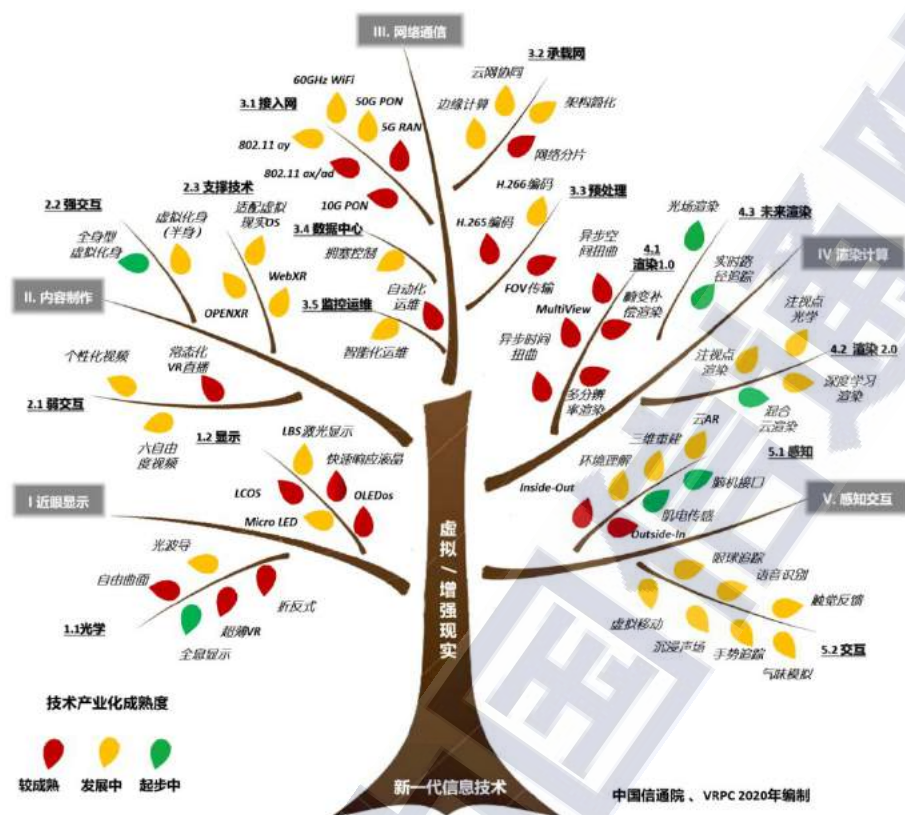 III. 网络通信
3.2 承载网
云网协同
60GHz WiFi
3.1 接入网
50G PON
边缘计算
架构简化
5G RAN
802.11 ay
网络分片
802.11 ax/ad
H.266编码
2.3 支撑技术
3.3 预处理
10G PON
2.2 强交互
虚拟化身
(半身)
适配虚拟
现实OS
H.265编码
光场渲染
4.3 未来渲染
3.4 数据中心
异步空
间扭曲
全身型
虚拟化身
拥塞控制
4.1
渲染1.0
IV 渲染计算
实时路
径追踪
WebXR
自动化
运维
FOV传输
II. 内容制作
OPENXR
3.5 监控运维
MultiView
畸变补
偿渲染
注视点
光学
智能化运维
异步时间
扭曲
注视点
渲染
4.2 渲染2.0
个性化视频
常态化
VR直播
深度学习
渲染
多分辨
率渲染
混合
云渲染
2.1 弱交互
云AR
1.2 显示
LBS激光显示
三维重建
5.1 感知
六自由
度视频
快速响应液晶
环境理解
脑机接口
LCOS
OLEDos
Inside-Out
I 近眼显示
V. 感知交互
Micro LED
肌电传感
Outside-In
光波导
虚拟/增强现实
眼球追踪
语音识别
自由曲面
折反式
触觉反馈
1.1光学
超薄VR
虚拟移动
全息显示
沉浸声场
手势追踪
5.2 交互
气味模拟
技术产业化成熟度
较成熟
发展中
起步中
新一代信息技术
中国信通院 、VRPC 2020年编制